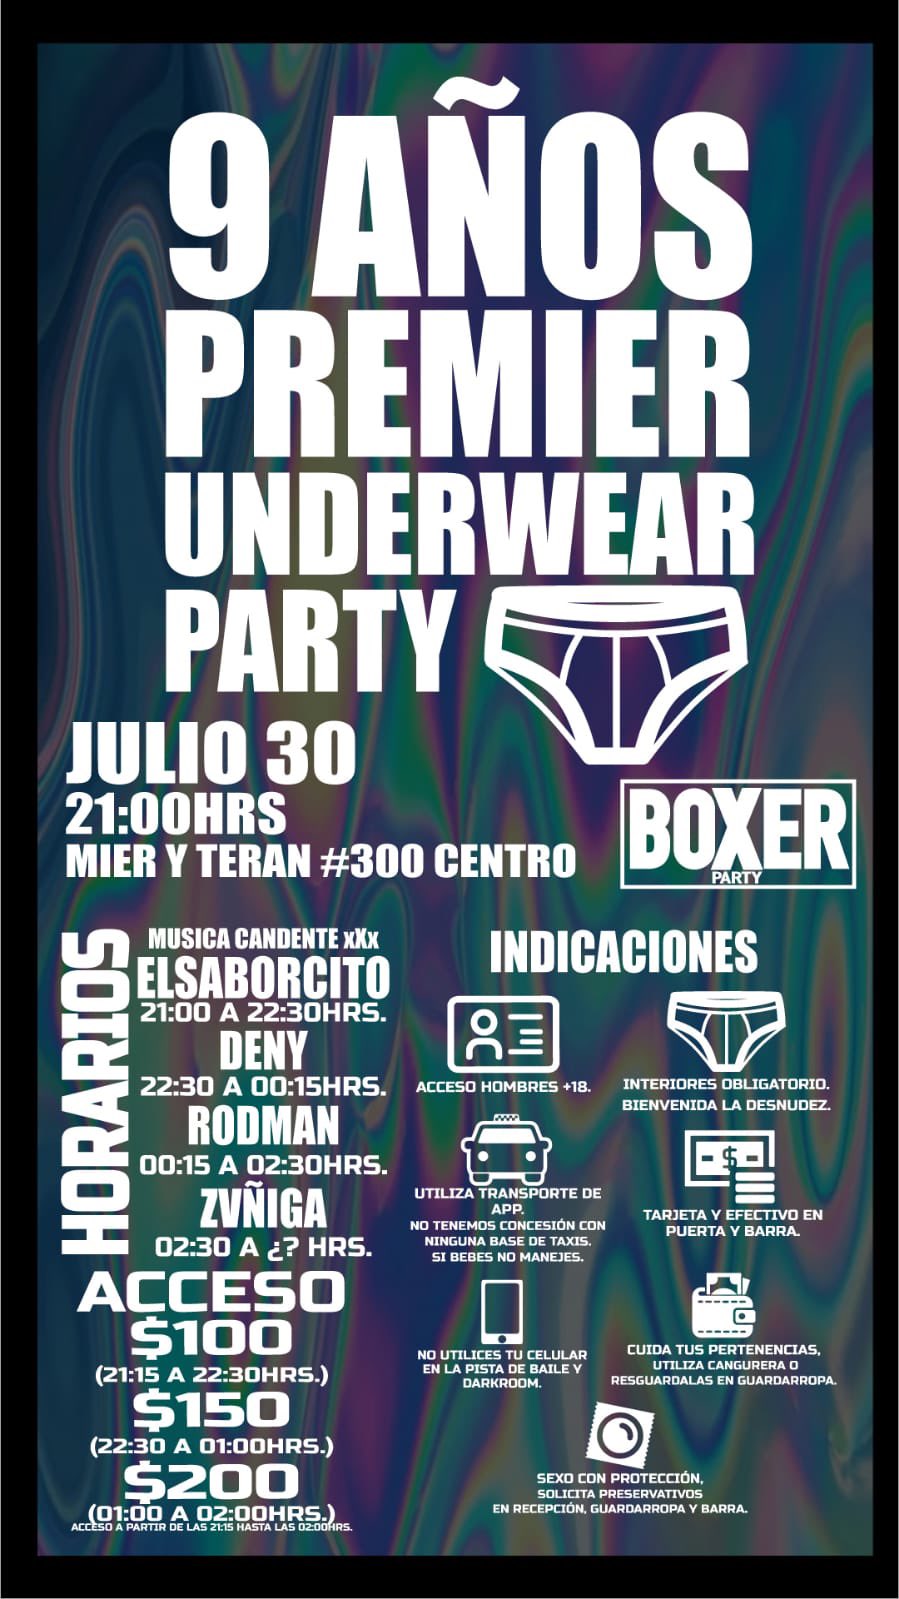 9 AÑOS
PREMIER
UNDERWEAR
PARTY
JULIO 30
21:00HRS
MIER Y TERAN #300 CENTRO
BOXER
PARTY
HORARIOS
MUSICA CANDENTE xXx
ELSABORCITO
21:00 A 22:30HRS.
DENY
22:30 A 00:15HRS.
RODMAN
00:15 A 02:30HRS.
ZVÑIGA
02:30 A ¿? HRS.
ACCESO
$100
(21:15 A 22:30HRS.)
$150
(22:30 A 01:00HRS.)
$200
(01:00 A 02:00HRS.)
ACCESO A PARTIR DE LAS 21:15 HASTA LAS 02:00HRS.
INDICACIONES
ACCESO HOMBRES +18.
INTERIORES OBLIGATORIO.
BIENVENIDA LA DESNUDEZ.
UTILIZA TRANSPORTE DE
APP.
NO TENEMOS CONCESIÓN CON
NINGUNA BASE DE TAXIS.
SI BEBES NO MANEJES.
$
TARJETA Y EFECTIVO EN
PUERTA Y BARRA.
NO UTILICES TU CELULAR
EN LA PISTA DE BAILE Y
DARKROOM.
CUIDA TUS PERTENENCIAS,
UTILIZA CANGURERA O
RESGUARDALAS EN GUARDARROPA.
SEXO CON PROTECCIÓN,
SOLICITA PRESERVATIVOS
EN RECEPCIÓN, GUARDARROPA Y BARRA.